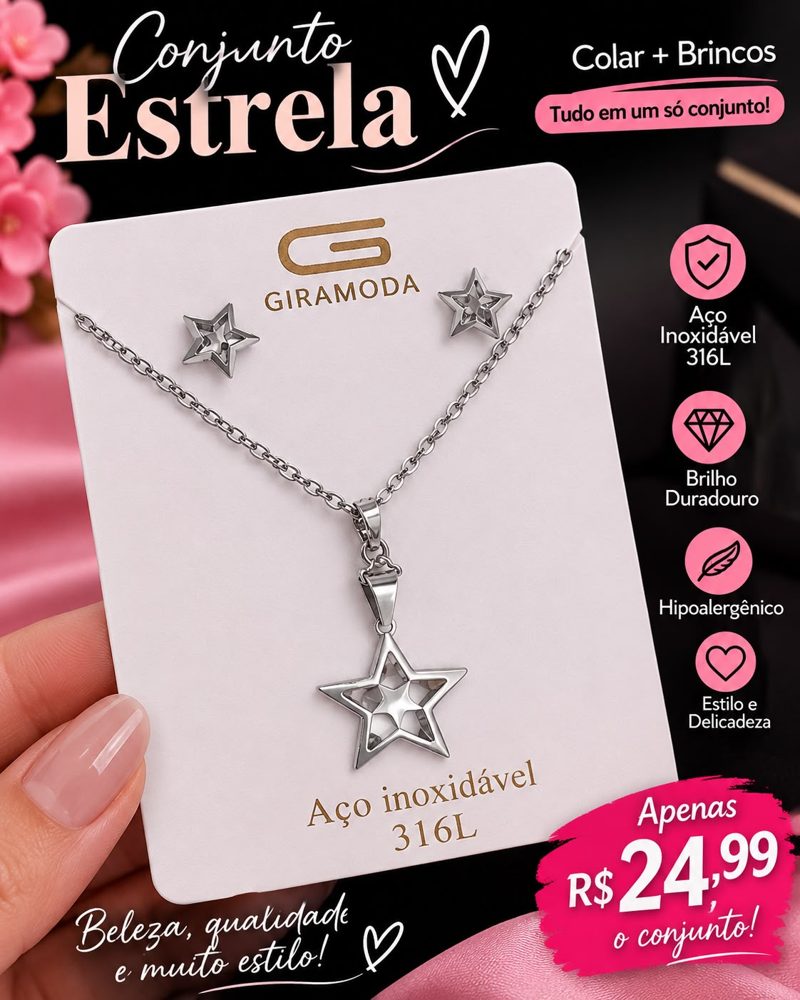 Conjunto
Estrela
Colar + Brincos
Tudo em um só conjunto!
GIRAMODA
Aço
Inoxidável
316L
Brilho
Duradouro
Hipoalergênico
Estilo e
Delicadeza
Aço inoxidável
316L
Apenas
R$ 24,99
o conjunto!
Beleza, qualidade
e muito estilo!